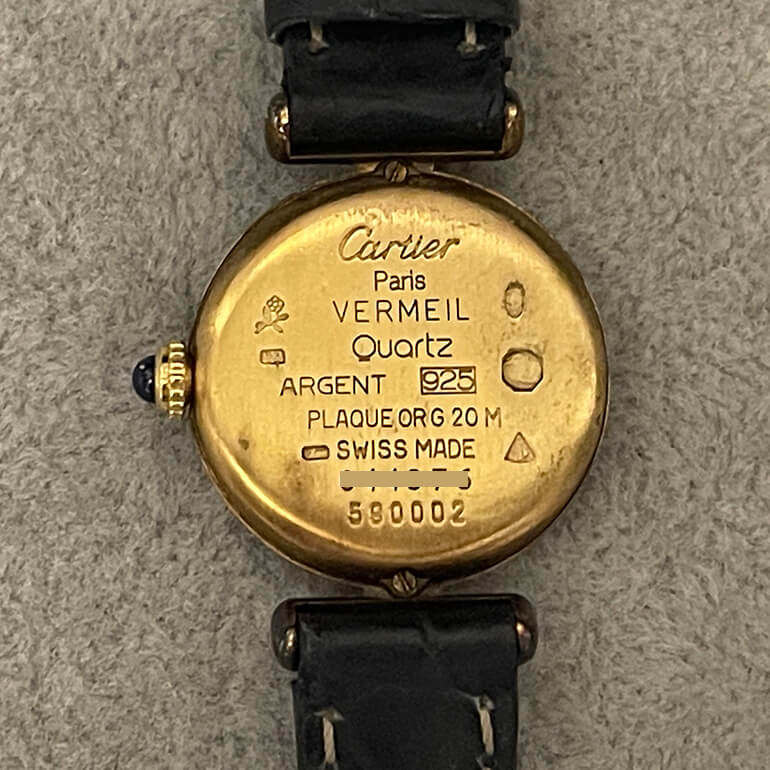 Cartier
Paris
VERMEIL
Quartz
ARGENT 925
PLAQUE OR G 20 M
SWISS MADE
590002